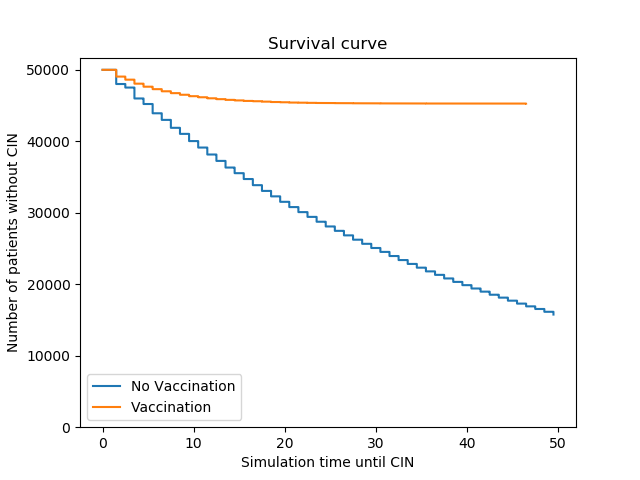 Survival curve
Number of patients without CIN
50000
40000
30000
20000
10000
0
No Vaccination
Vaccination
0 10 20 30 40 50
Simulation time until CIN